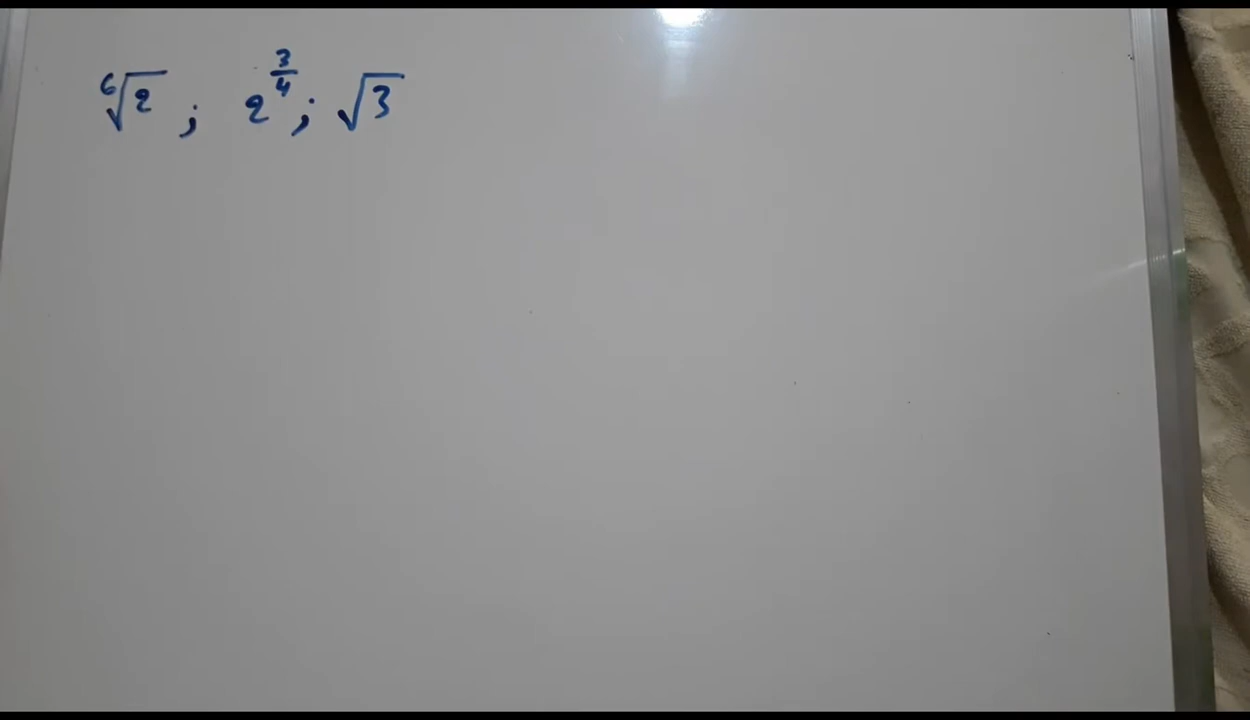 ⁶√2 ; 2^(3/4) ; √3